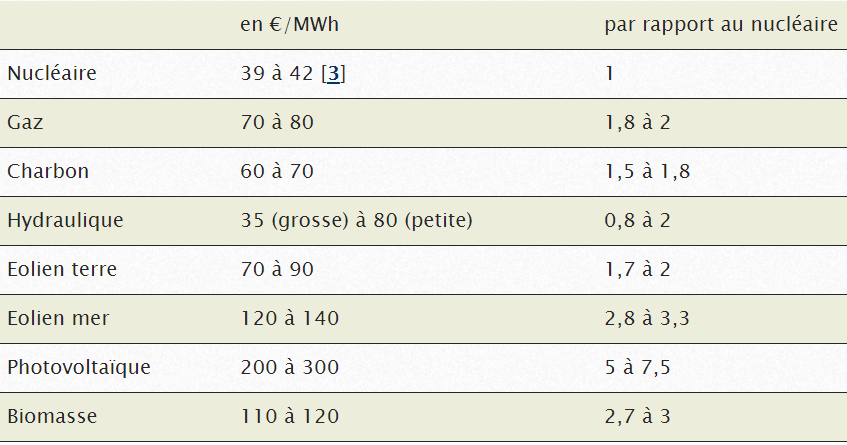 en €/MWh par rapport au nucléaire
Nucléaire 39 à 42 [3] 1
Gaz 70 à 80 1,8 à 2
Charbon 60 à 70 1,5 à 1,8
Hydraulique 35 (grosse) à 80 (petite) 0,8 à 2
Eolien terre 70 à 90 1,7 à 2
Eolien mer 120 à 140 2,8 à 3,3
Photovoltaïque 200 à 300 5 à 7,5
Biomasse 110 à 120 2,7 à 3